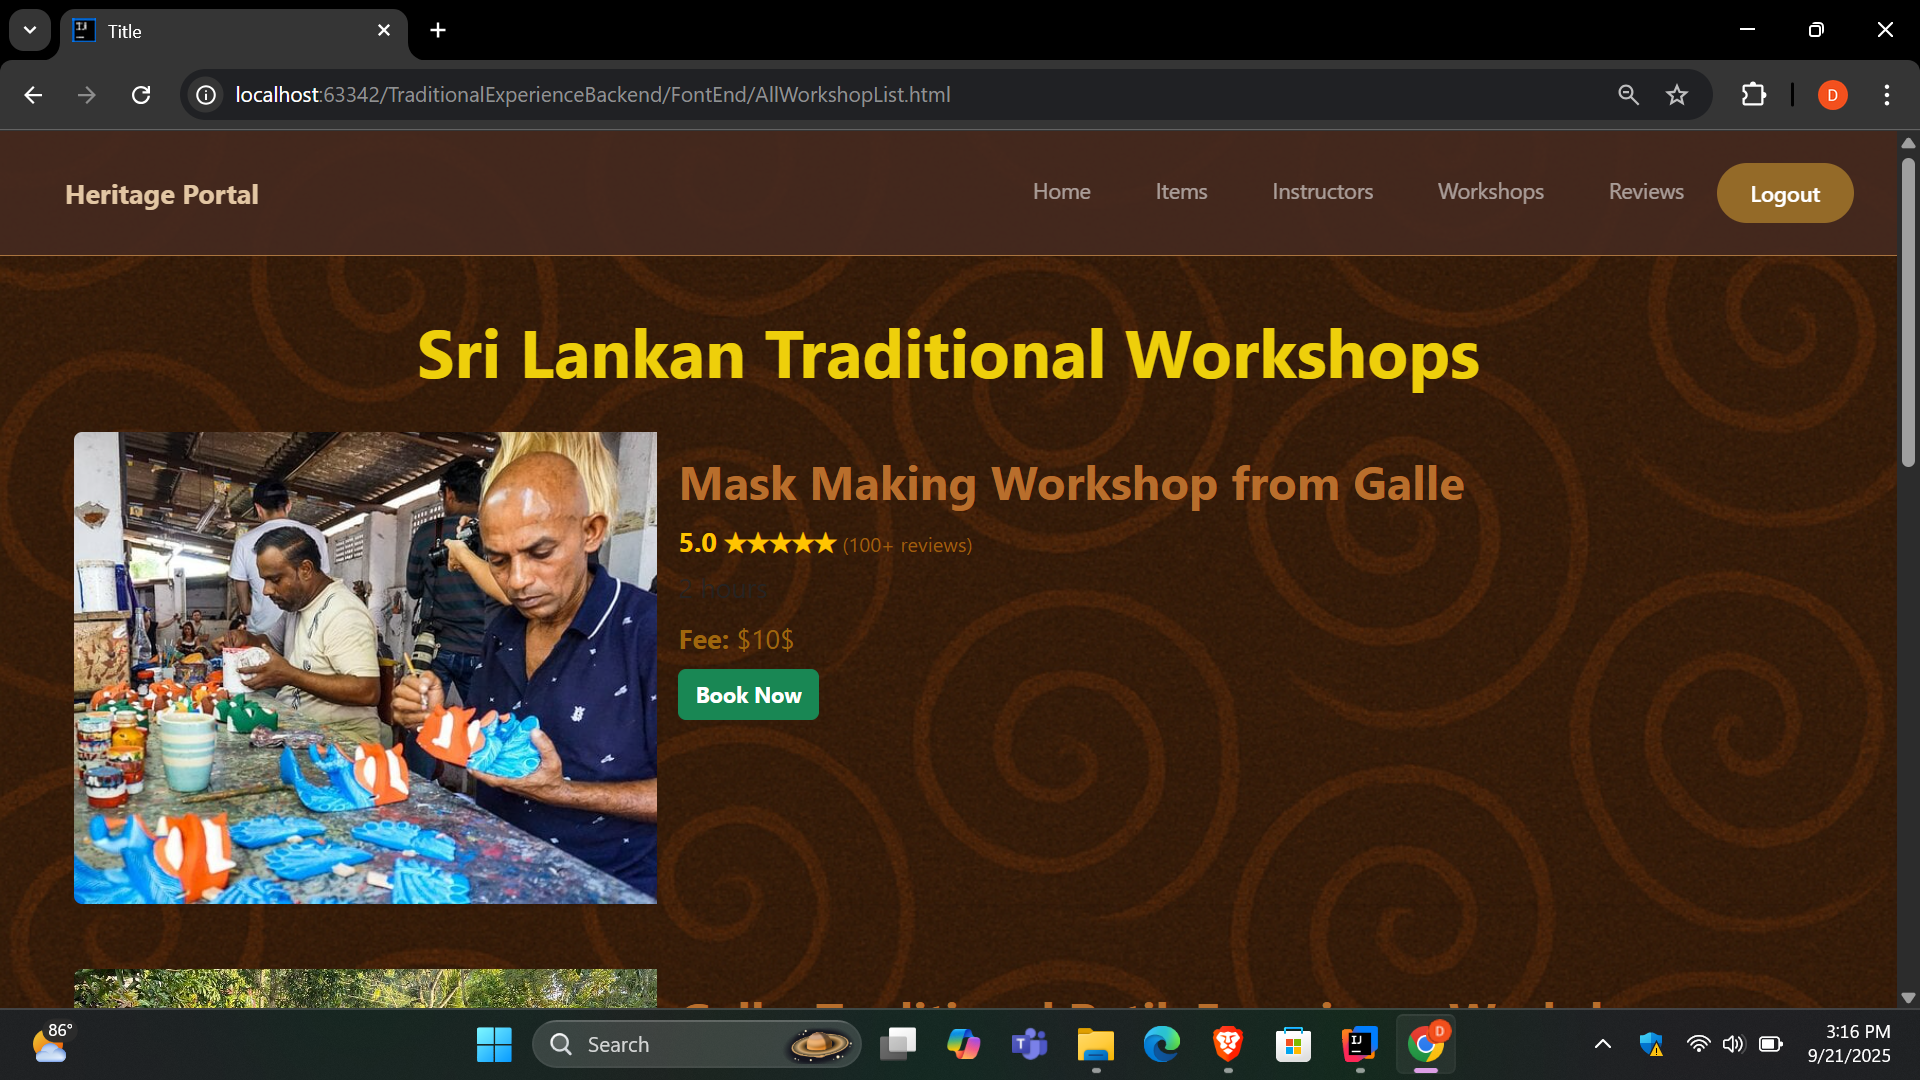 Title
localhost:63342/TraditionalExperienceBackend/FontEnd/AllWorkshopList.html
D
Heritage Portal
Home
Items
Instructors
Workshops
Reviews
Logout
Sri Lankan Traditional Workshops
Mask Making Workshop from Galle
5.0 ★★★★★ (100+ reviews)
2 hours
Fee: $10$
Book Now
86°
Search
3:16 PM
9/21/2025